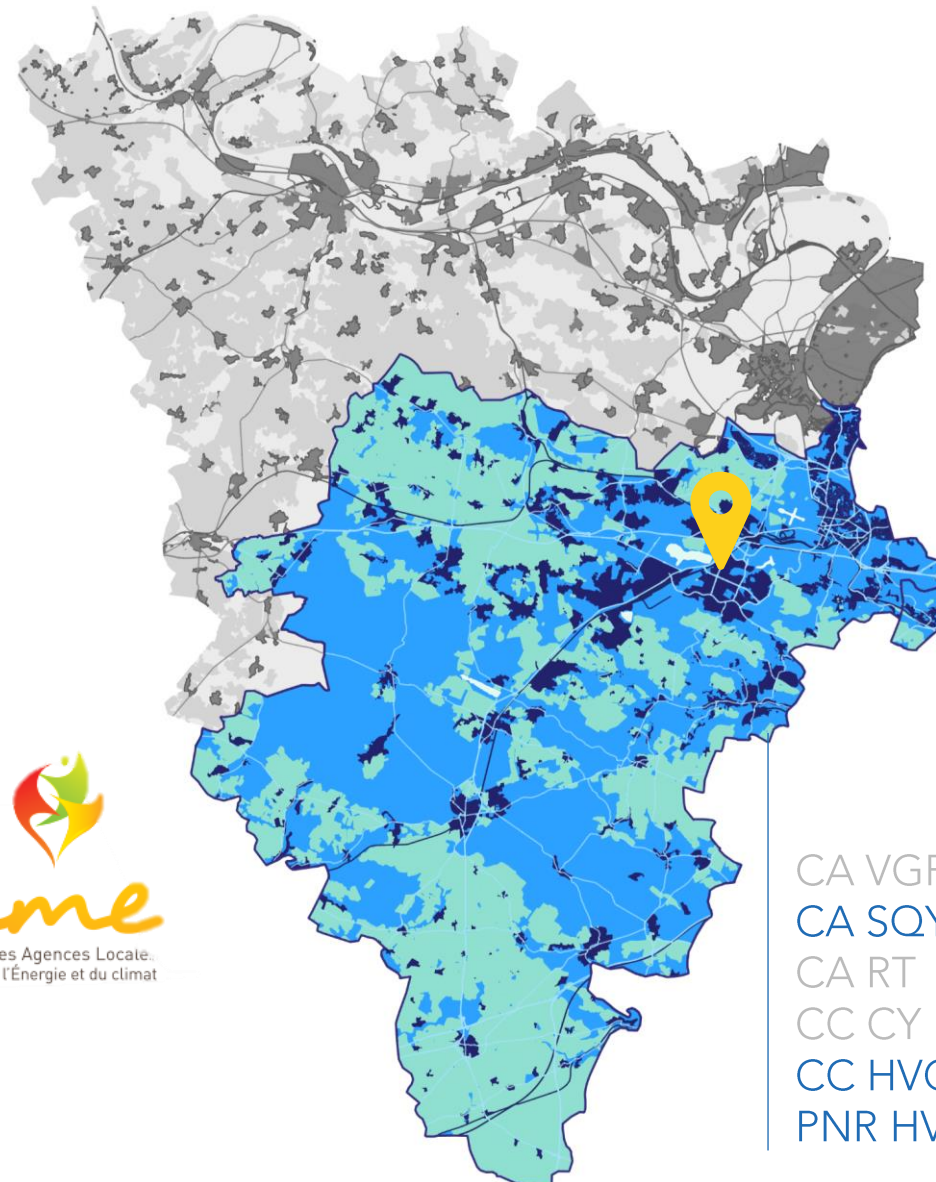 me
es Agences Locale
l'Énergie et du climat
CA VGP
CA SQY
CA RT
CC CY
CC HVC
PNR HV